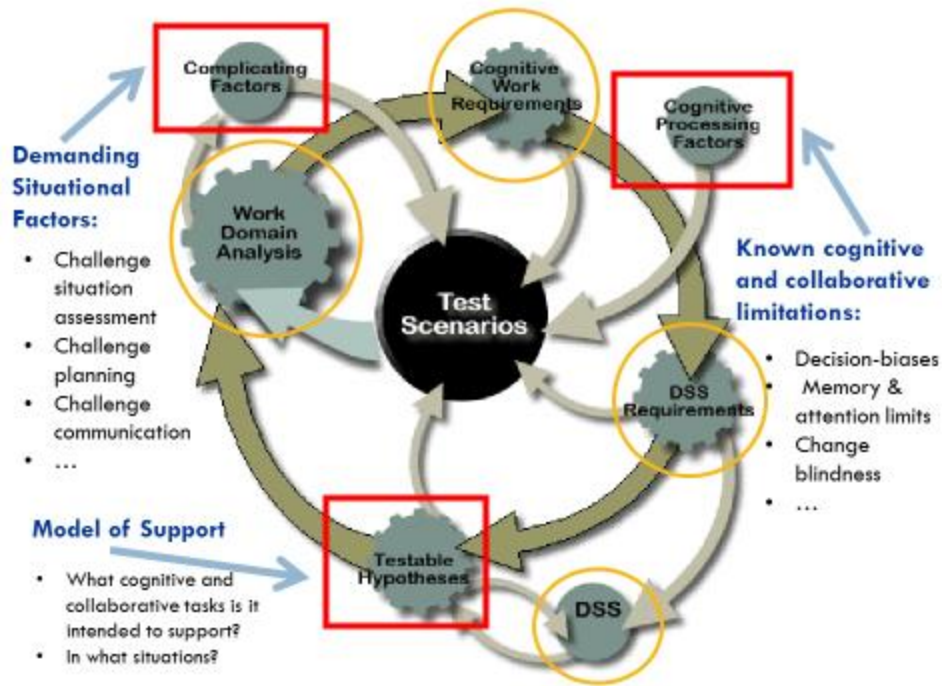 Complicating
Factors
Cognitive
Work
Requirements
Cognitive
Processing
Factors
Demanding
Situational
Factors:
• Challenge
situation
assessment
• Challenge
planning
• Challenge
communication
• ...
Work
Domain
Analysis
Test
Scenarios
Known cognitive
and collaborative
limitations:
• Decision-biases
• Memory &
attention limits
• Change
blindness
• ...
DSS
Requirements
Model of Support
• What cognitive and
collaborative tasks is it
intended to support?
• In what situations?
Testable
Hypotheses
DSS